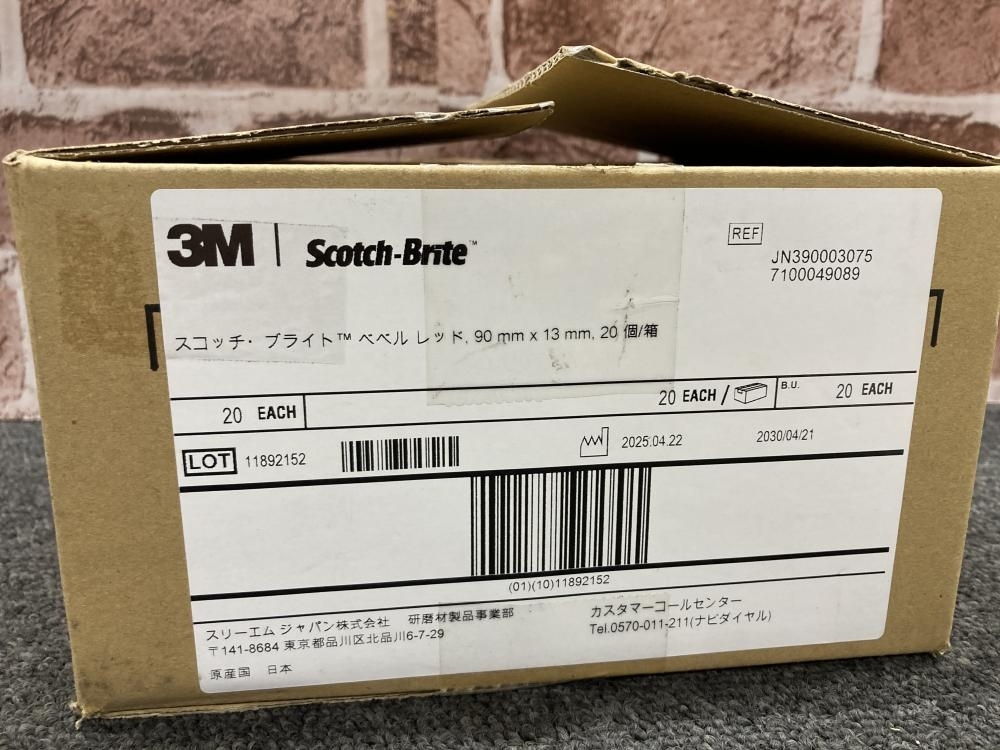 3M
Scotch-Brite™
REF
JN390003075
7100049089
スコッチ・ブライト™ ベベル レッド, 90 mm x 13 mm, 20 個/箱
20 EACH
20 EACH /
B.U.
20 EACH
LOT 11892152
2025.04.22
2030/04/21
(01)(10)11892152
スリーエム ジャパン株式会社 研磨材製品事業部
〒141-8684 東京都品川区北品川6-7-29
カスタマーコールセンター
Tel.0570-011-211(ナビダイヤル)
原産国 日本